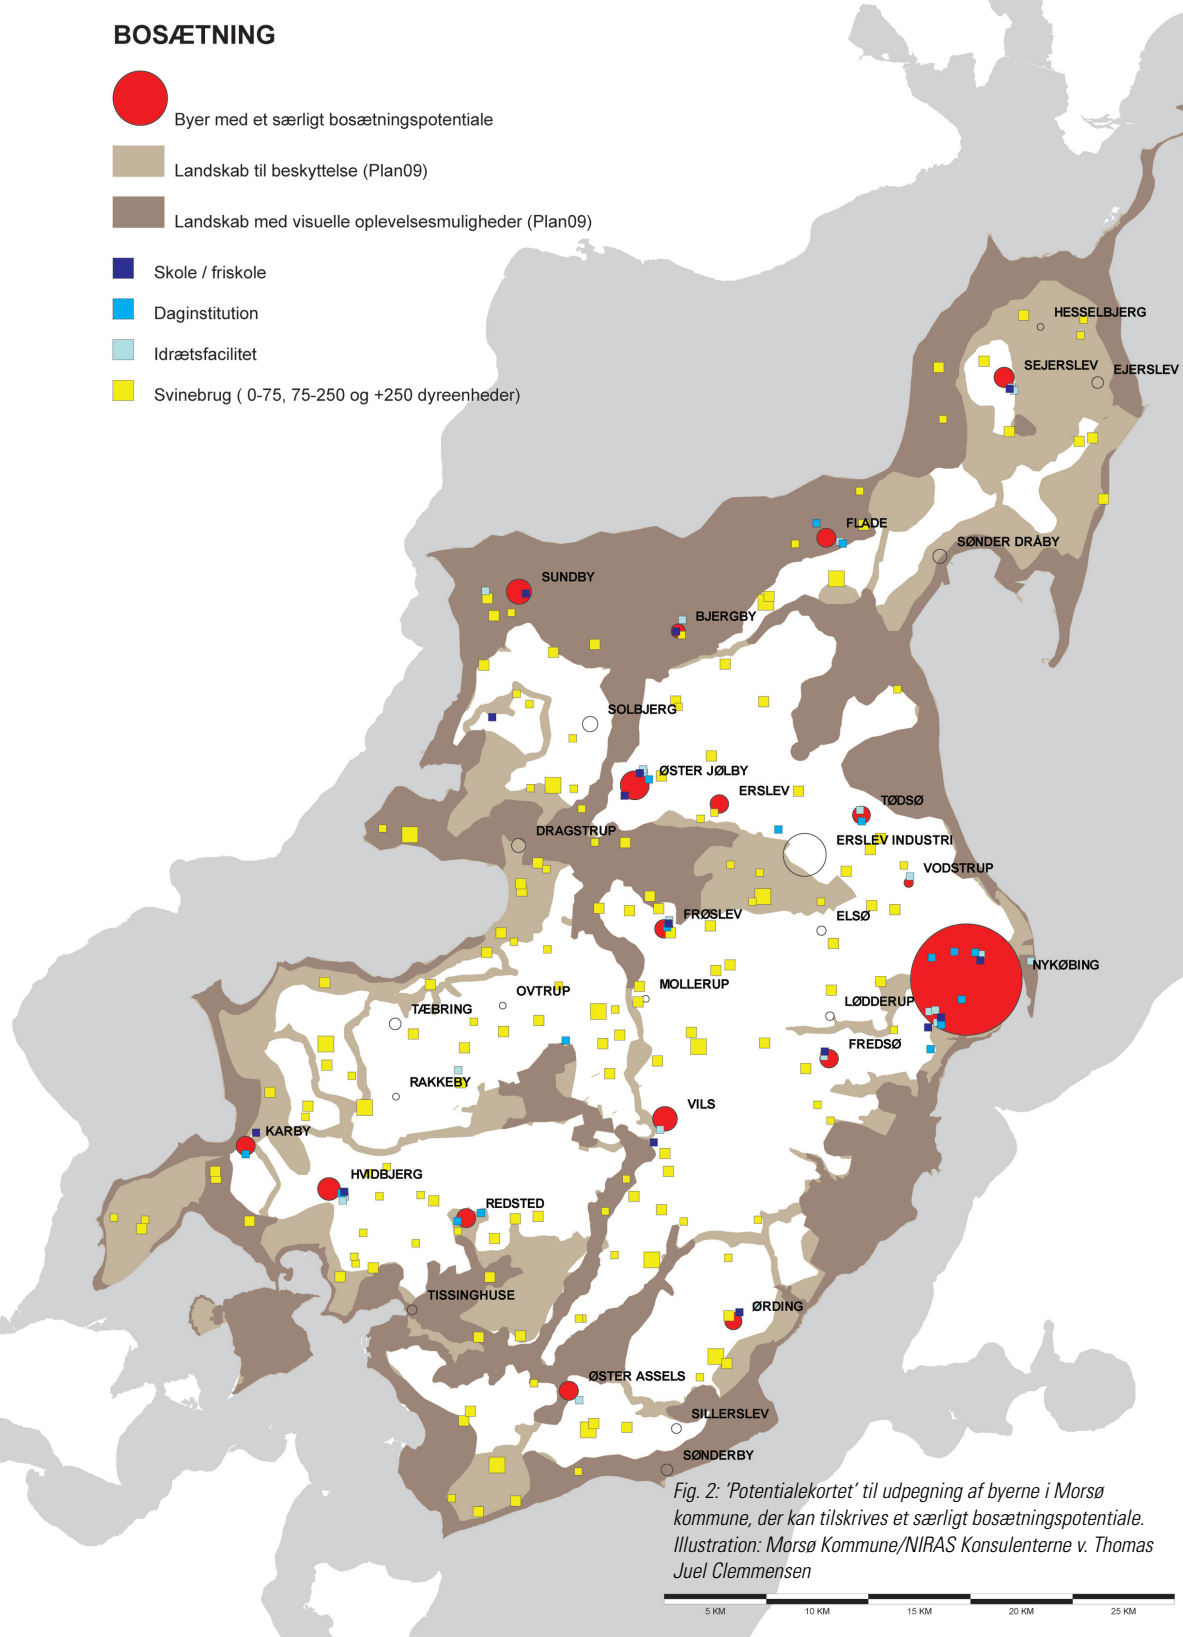 BOSÆTNING
Byer med et særligt bosætningspotentiale
Landskab til beskyttelse (Plan09)
Landskab med visuelle oplevelsesmuligheder (Plan09)
Skole / friskole
Daginstitution
Idrætsfacilitet
Svinebrug ( 0-75, 75-250 og +250 dyreenheder)
HESSELBJERG
SEJERSLEV
EJERSLEV
FLADE
SØNDER DRÅBY
SUNDBY
BJERGBY
SOLBJERG
ØSTER JØLBY
ERSLEV
TØDSØ
DRAGSTRUP
ERSLEV INDUSTRI
VODSTRUP
FRØSLEV
ELSØ
NYKØBING
MOLLERUP
OVTRUP
LØDDERUP
TÆBRING
FREDSØ
RAKKEBY
VILS
KARBY
HVIDBJERG
REDSTED
TISSINGHUSE
ØRDING
ØSTER ASSELS
SILLERSLEV
SØNDERBY
Fig. 2: 'Potentialekortet' til udpegning af byerne i Morsø
kommune, der kan tilskrives et særligt bosætningspotentiale.
Illustration: Morsø Kommune/NIRAS Konsulenterne v. Thomas
Juel Clemmensen
5 KM 10 KM 15 KM 20 KM 25 KM